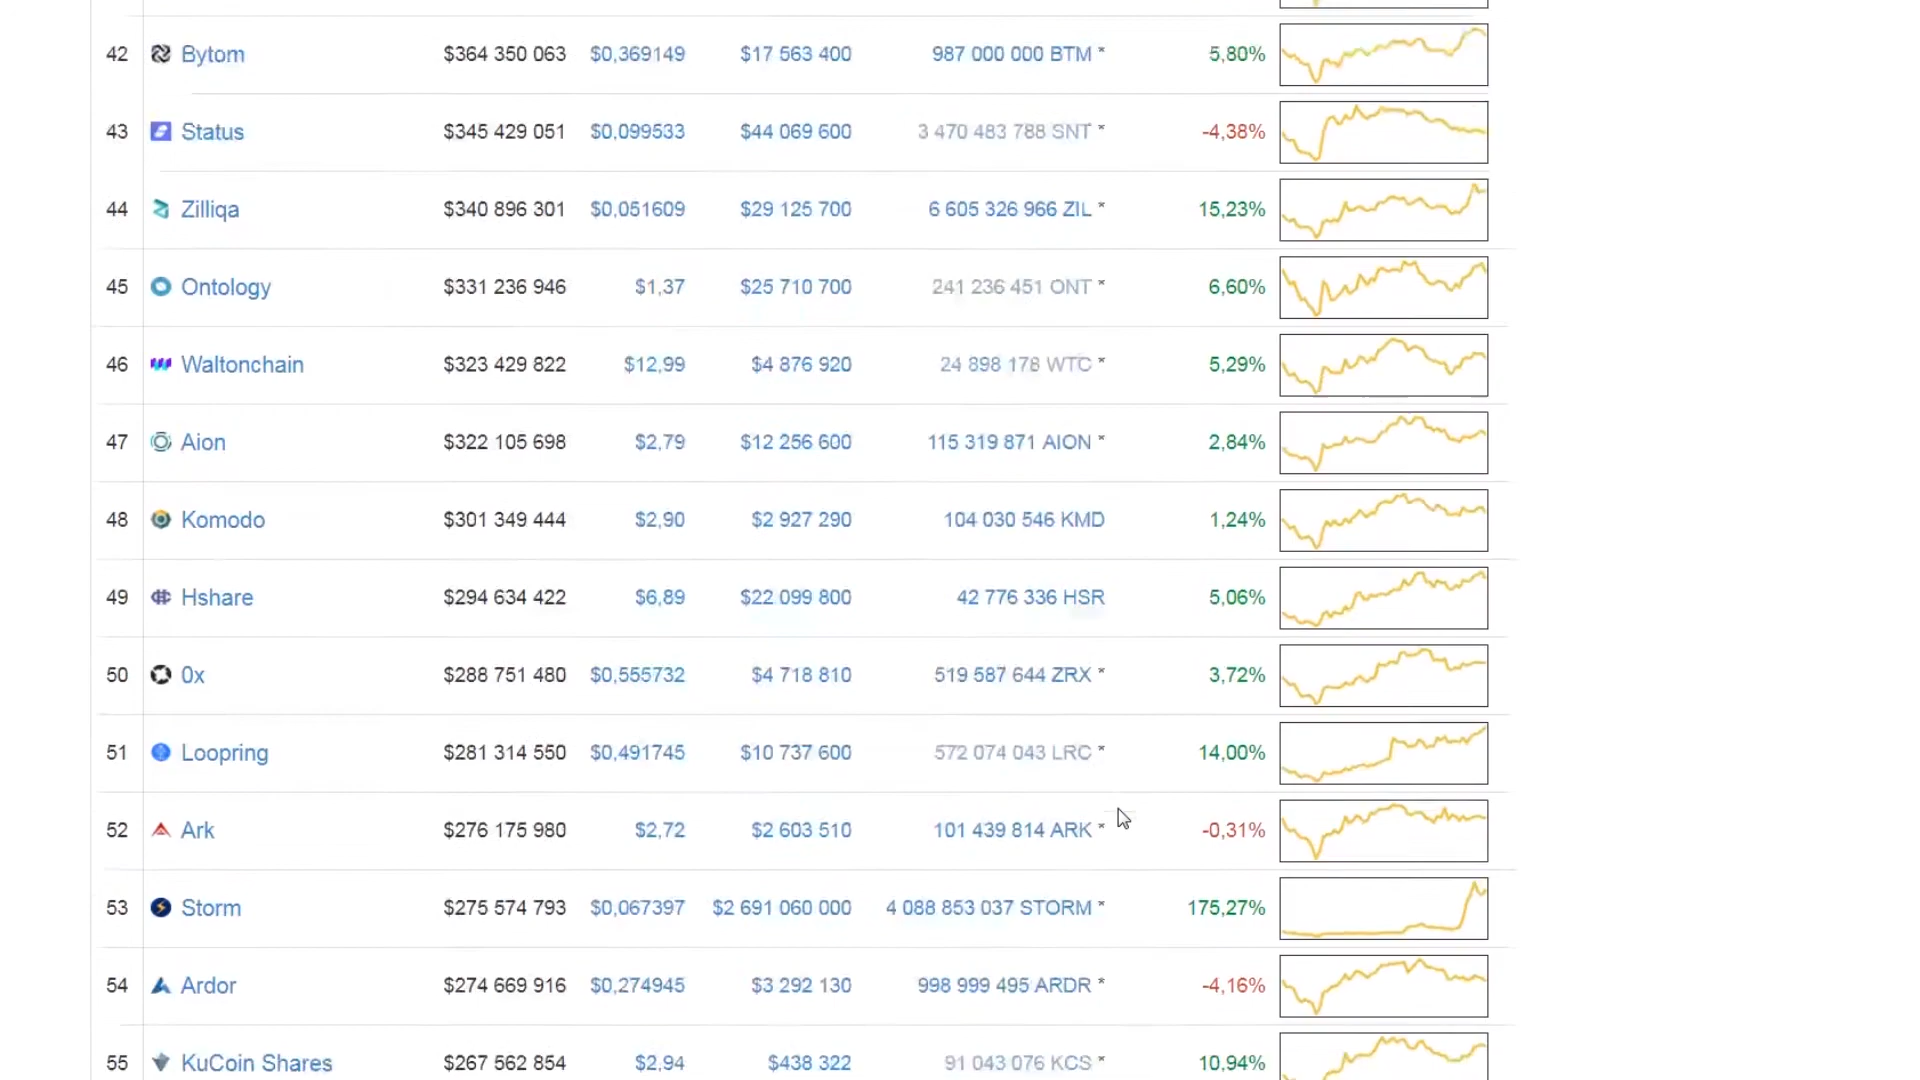 42 Bytom $364 350 063 $0,369149 $17 563 400 987 000 000 BTM * 5,80%
43 Status $345 429 051 $0,099533 $44 069 600 3 470 483 788 SNT * -4,38%
44 Zilliqa $340 896 301 $0,051609 $29 125 700 6 605 326 966 ZIL * 15,23%
45 Ontology $331 236 946 $1,37 $25 710 700 241 236 451 ONT * 6,60%
46 Waltonchain $323 429 822 $12,99 $4 876 920 24 898 178 WTC * 5,29%
47 Aion $322 105 698 $2,79 $12 256 600 115 319 871 AION * 2,84%
48 Komodo $301 349 444 $2,90 $2 927 290 104 030 546 KMD 1,24%
49 Hshare $294 634 422 $6,89 $22 099 800 42 776 336 HSR 5,06%
50 0x $288 751 480 $0,555732 $4 718 810 519 587 644 ZRX * 3,72%
51 Loopring $281 314 550 $0,491745 $10 737 600 572 074 043 LRC * 14,00%
52 Ark $276 175 980 $2,72 $2 603 510 101 439 814 ARK * -0,31%
53 Storm $275 574 793 $0,067397 $2 691 060 000 4 088 853 037 STORM * 175,27%
54 Ardor $274 669 916 $0,274945 $3 292 130 998 999 495 ARDR * -4,16%
55 KuCoin Shares $267 562 854 $2,94 $438 322 91 043 076 KCS * 10,94%